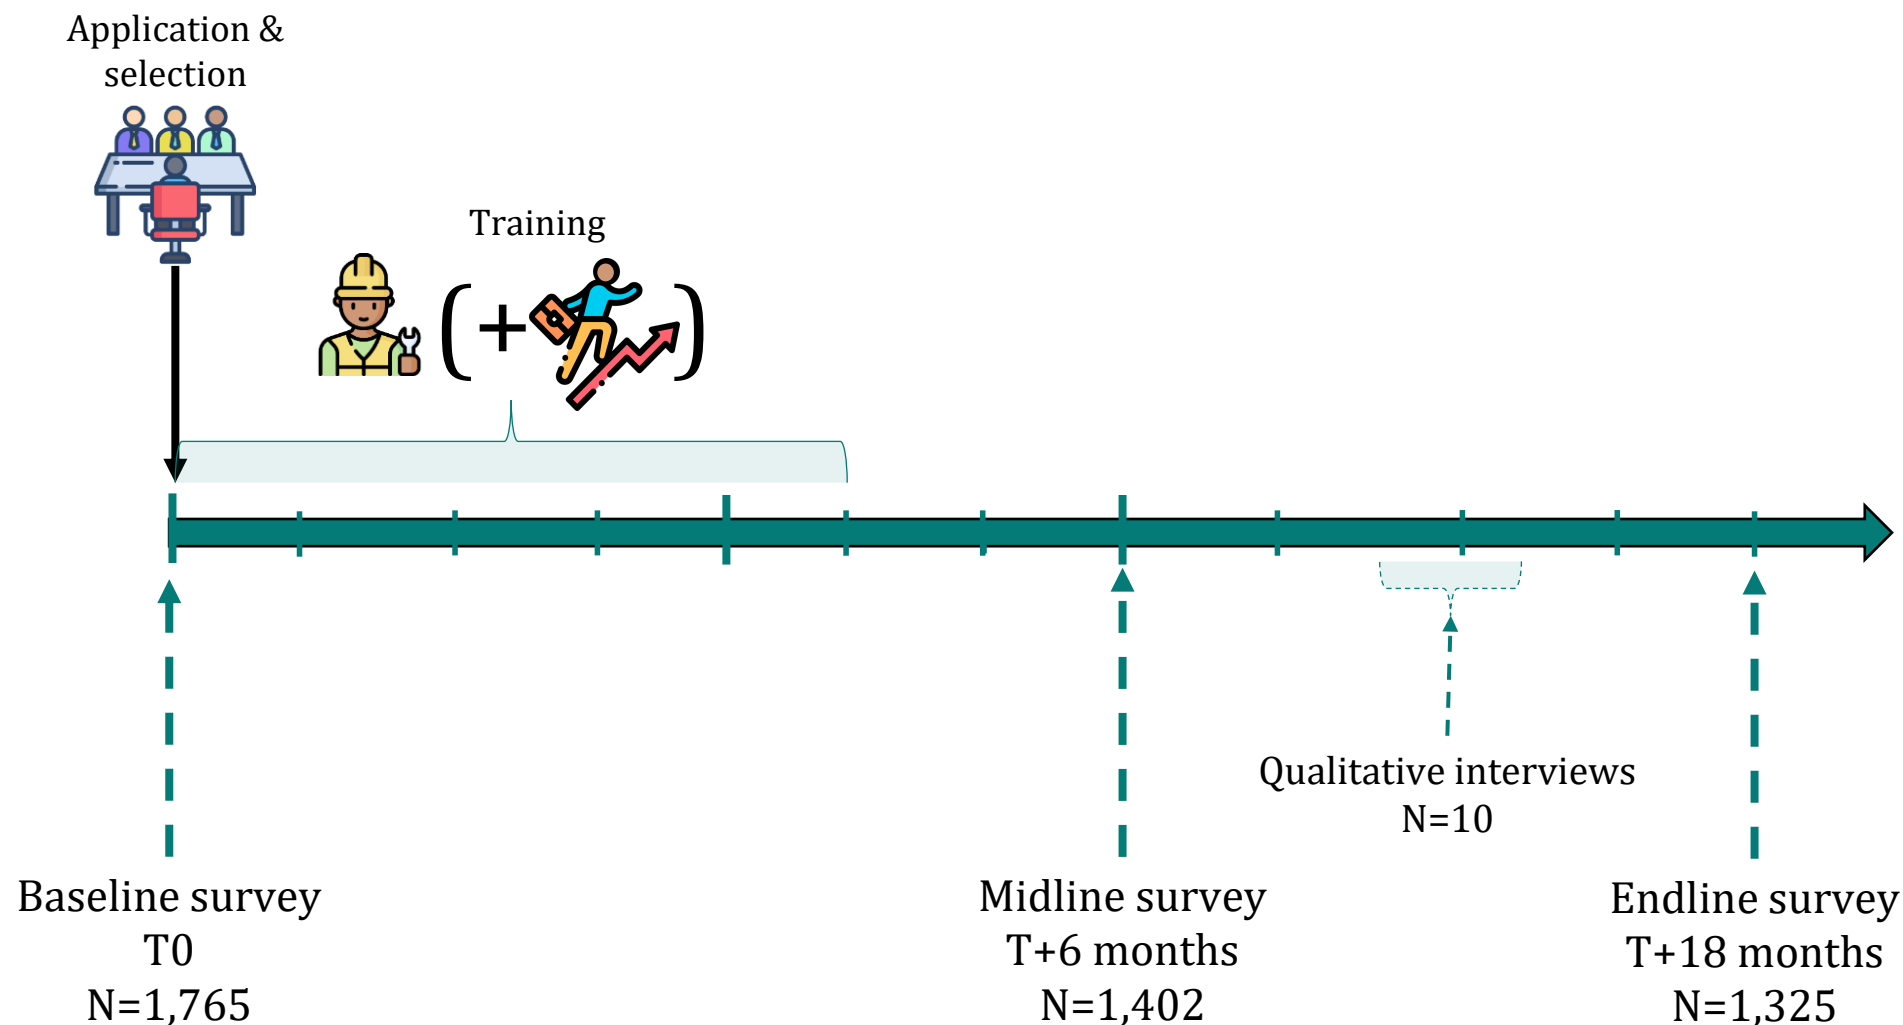 Application &
selection
Training
(+)
Qualitative interviews
N=10
Baseline survey
T0
N=1,765
Midline survey
T+6 months
N=1,402
Endline survey
T+18 months
N=1,325